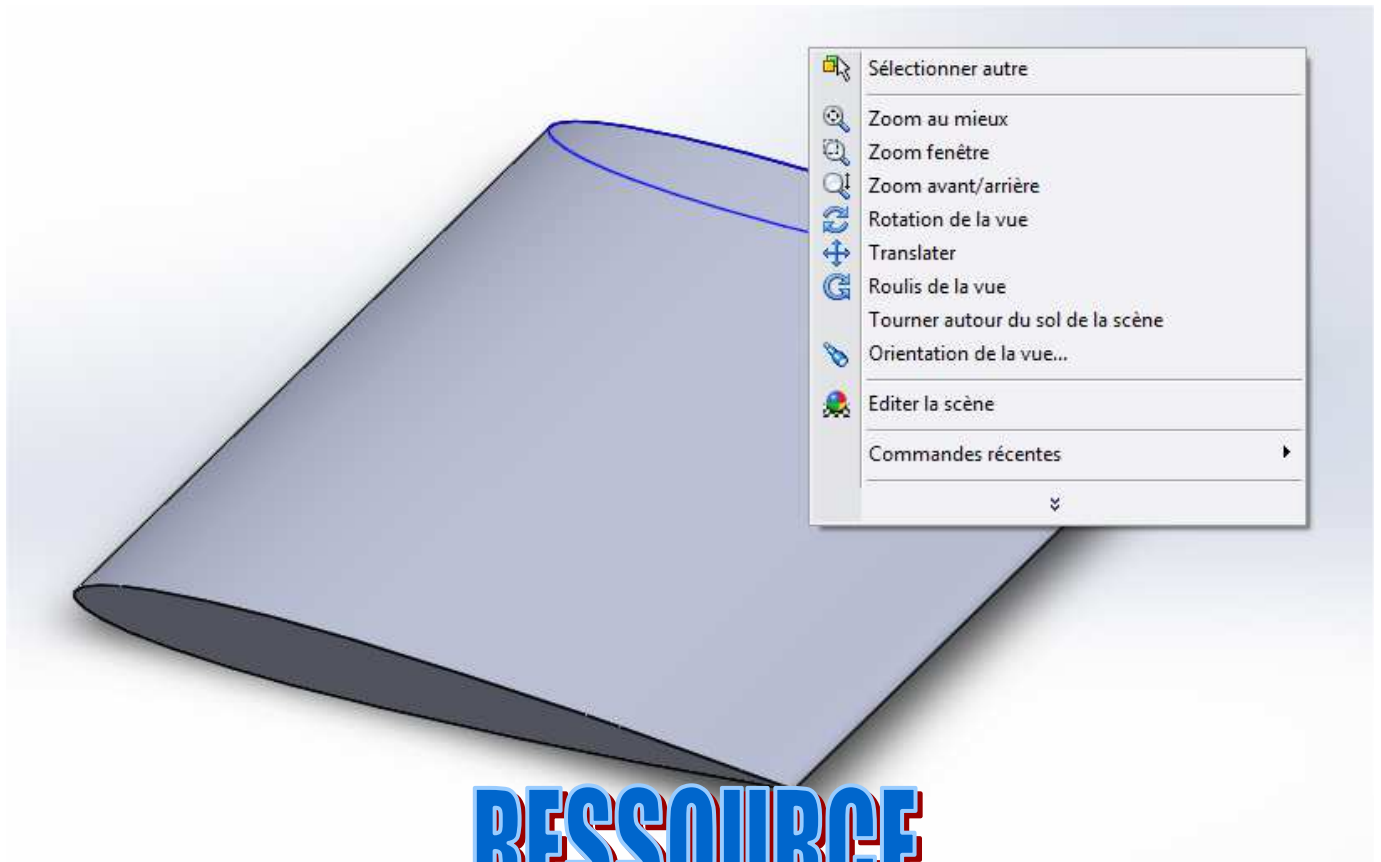 Sélectionner autre
Zoom au mieux
Zoom fenêtre
Zoom avant/arrière
Rotation de la vue
Translater
Roulis de la vue
Tourner autour du sol de la scène
Orientation de la vue...
Editer la scène
Commandes récentes
RESSOURCE